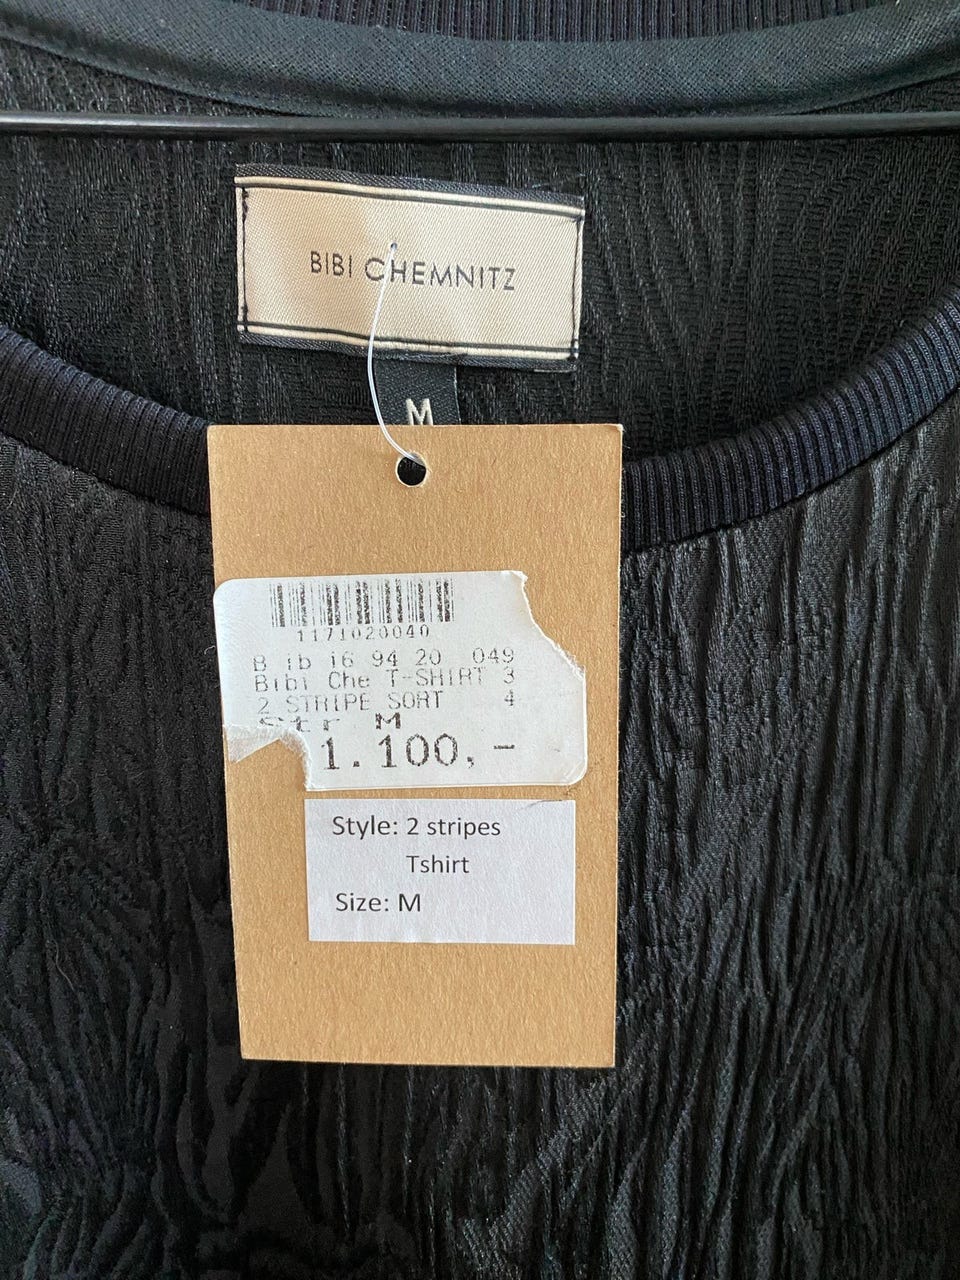 BIBI CHEMNITZ
M
1171020040
B ib i6 94 20 049
Bibi Che T-SHIRT 3
2 STRIPE SORT 4
Str M
1.100,-
Style: 2 stripes
Tshirt
Size: M